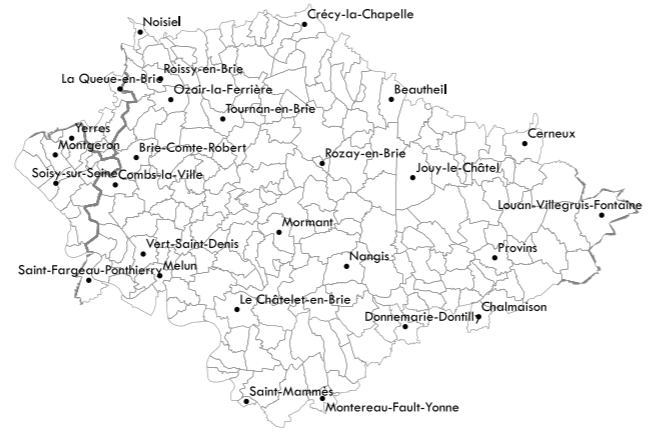 Crécy-la-Chapelle
Noisiel
Roissy-en-Brie
La Queue-en-Brie
Ozoir-la-Ferrière
Beautheil
Tournan-en-Brie
Yerres
Cerneux
Montgeron
Brie-Comte-Robert
Rozay-en-Brie
Jouy-le-Châtel
Soisy-sur-Seine
Combs-la-Ville
Louan-Villegruis-Fontaine
Mormant
Vert-Saint-Denis
Provins
Nangis
Saint-Fargeau-Ponthierry
Melun
Le Châtelet-en-Brie
Chalmaison
Donnemarie-Dontilly
Saint-Mammès
Montereau-Fault-Yonne